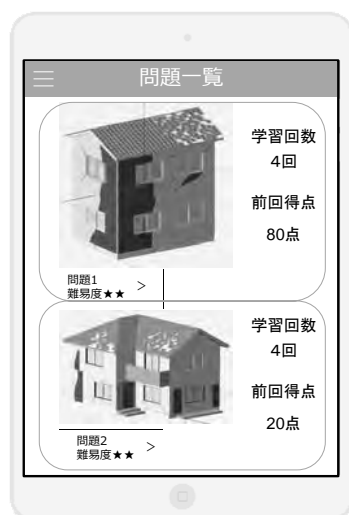 問題一覧
学習回数
4回
前回得点
80点
問題1
難易度★★
>
学習回数
4回
前回得点
20点
問題2
難易度★★
>